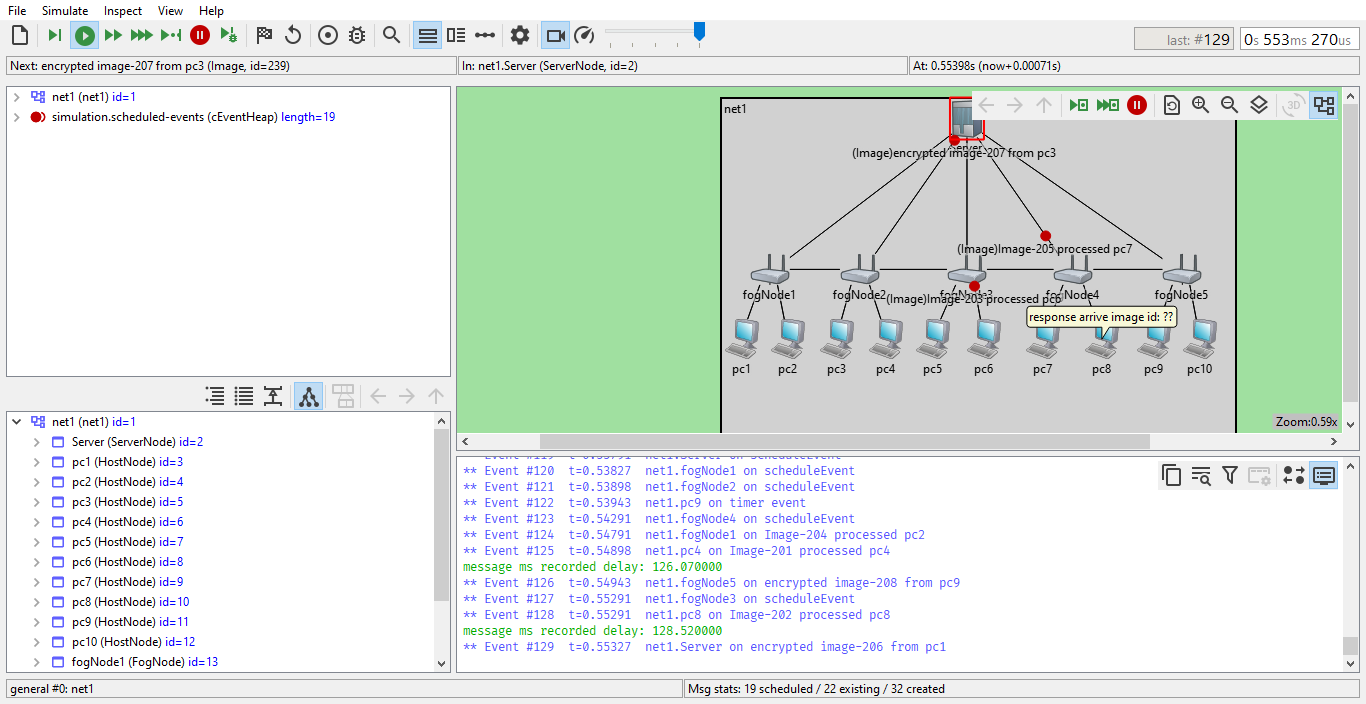 File Simulate Inspect View Help
last: #129 0s 553ms 270us
Next: encrypted image-207 from pc3 (Image, id=239) In: net1.Server (ServerNode, id=2) At: 0.55398s (now+0.00071s)
net1 (net1) id=1
simulation.scheduled-events (cEventHeap) length=19
net1
3D
(Image)encrypted image-207 from pc3
(Image)Image-205 processed pc7
fogNode1 fogNode2 fogNode3 fogNode4 fogNode5
(Image)Image-203 processed pc6
response arrive image id: ??
pc1 pc2 pc3 pc4 pc5 pc6 pc7 pc8 pc9 pc10
Zoom:0.59x
net1 (net1) id=1
Server (ServerNode) id=2
pc1 (HostNode) id=3
pc2 (HostNode) id=4
pc3 (HostNode) id=5
pc4 (HostNode) id=6
pc5 (HostNode) id=7
pc6 (HostNode) id=8
pc7 (HostNode) id=9
pc8 (HostNode) id=10
pc9 (HostNode) id=11
pc10 (HostNode) id=12
fogNode1 (FogNode) id=13
** Event #119 t=0.53791 net1.Server on scheduleEvent
** Event #120 t=0.53827 net1.fogNode1 on scheduleEvent
** Event #121 t=0.53898 net1.fogNode2 on scheduleEvent
** Event #122 t=0.53943 net1.pc9 on timer event
** Event #123 t=0.54291 net1.fogNode4 on scheduleEvent
** Event #124 t=0.54791 net1.fogNode1 on Image-204 processed pc2
** Event #125 t=0.54898 net1.pc4 on Image-201 processed pc4
message ms recorded delay: 126.070000
** Event #126 t=0.54943 net1.fogNode5 on encrypted image-208 from pc9
** Event #127 t=0.55291 net1.fogNode3 on scheduleEvent
** Event #128 t=0.55291 net1.pc8 on Image-202 processed pc8
message ms recorded delay: 128.520000
** Event #129 t=0.55327 net1.Server on encrypted image-206 from pc1
general #0: net1 Msg stats: 19 scheduled / 22 existing / 32 created